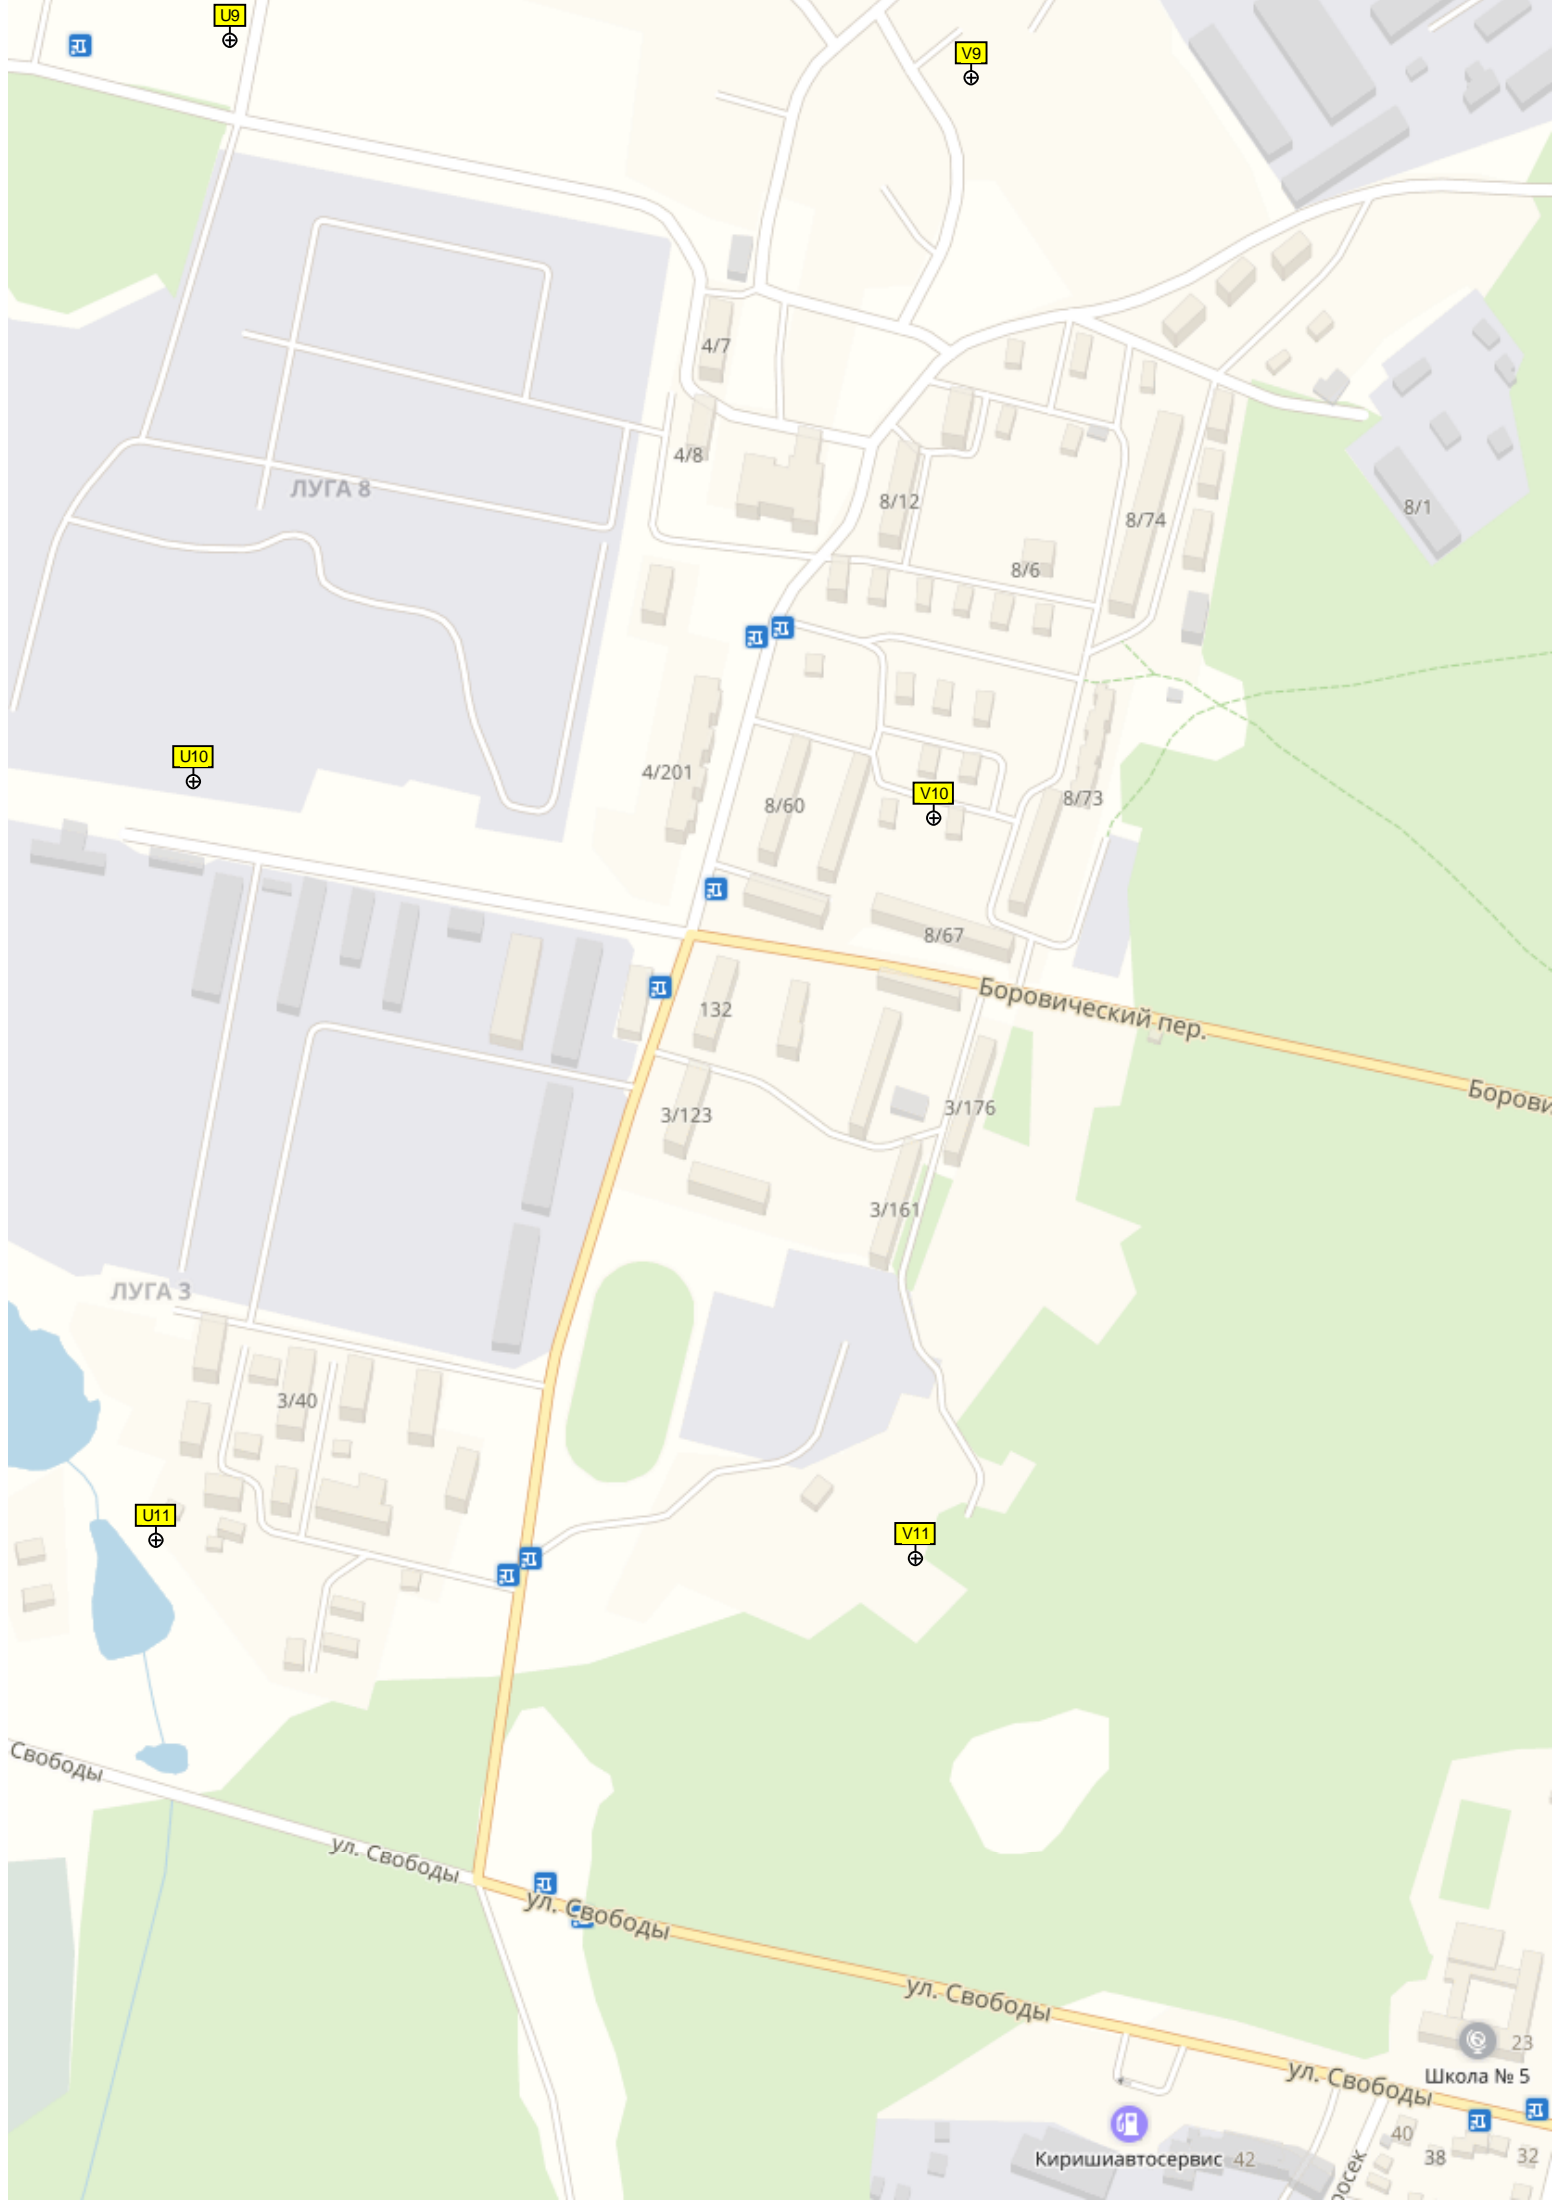 U9
V9
4/7
4/8
ЛУГА 8
8/12
8/74
8/1
8/6
U10
4/201
V10
8/60
8/73
8/67
Боровический пер.
132
Борови
3/123
3/176
3/161
ЛУГА 3
3/40
U11
V11
Свободы
ул. Свободы
ул. Свободы
ул. Свободы
ул. Свободы
23
Школа № 5
40
38
32
Киришиавтосервис 42
росек